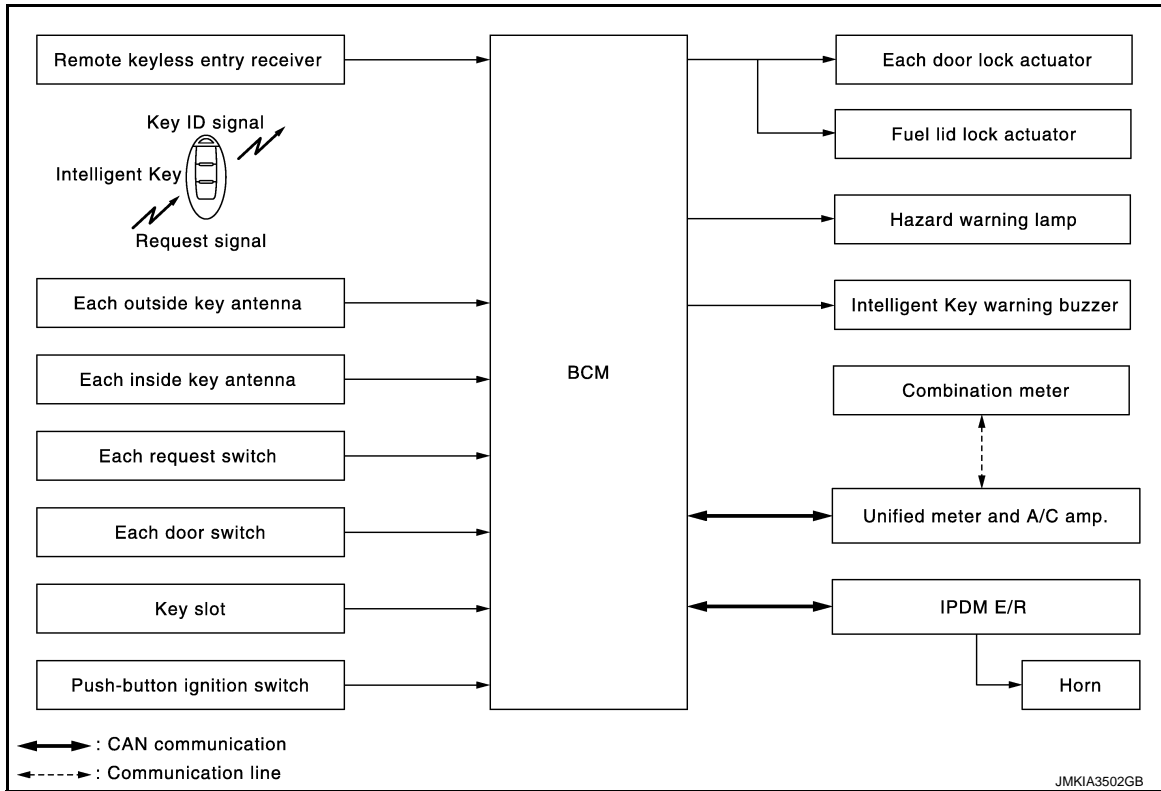 Remote keyless entry receiver
Key ID signal
Intelligent Key
Request signal
Each outside key antenna
Each inside key antenna
Each request switch
Each door switch
Key slot
Push-button ignition switch
BCM
Each door lock actuator
Fuel lid lock actuator
Hazard warning lamp
Intelligent Key warning buzzer
Combination meter
Unified meter and A/C amp.
IPDM E/R
Horn
: CAN communication
: Communication line
JMKIA3502GB